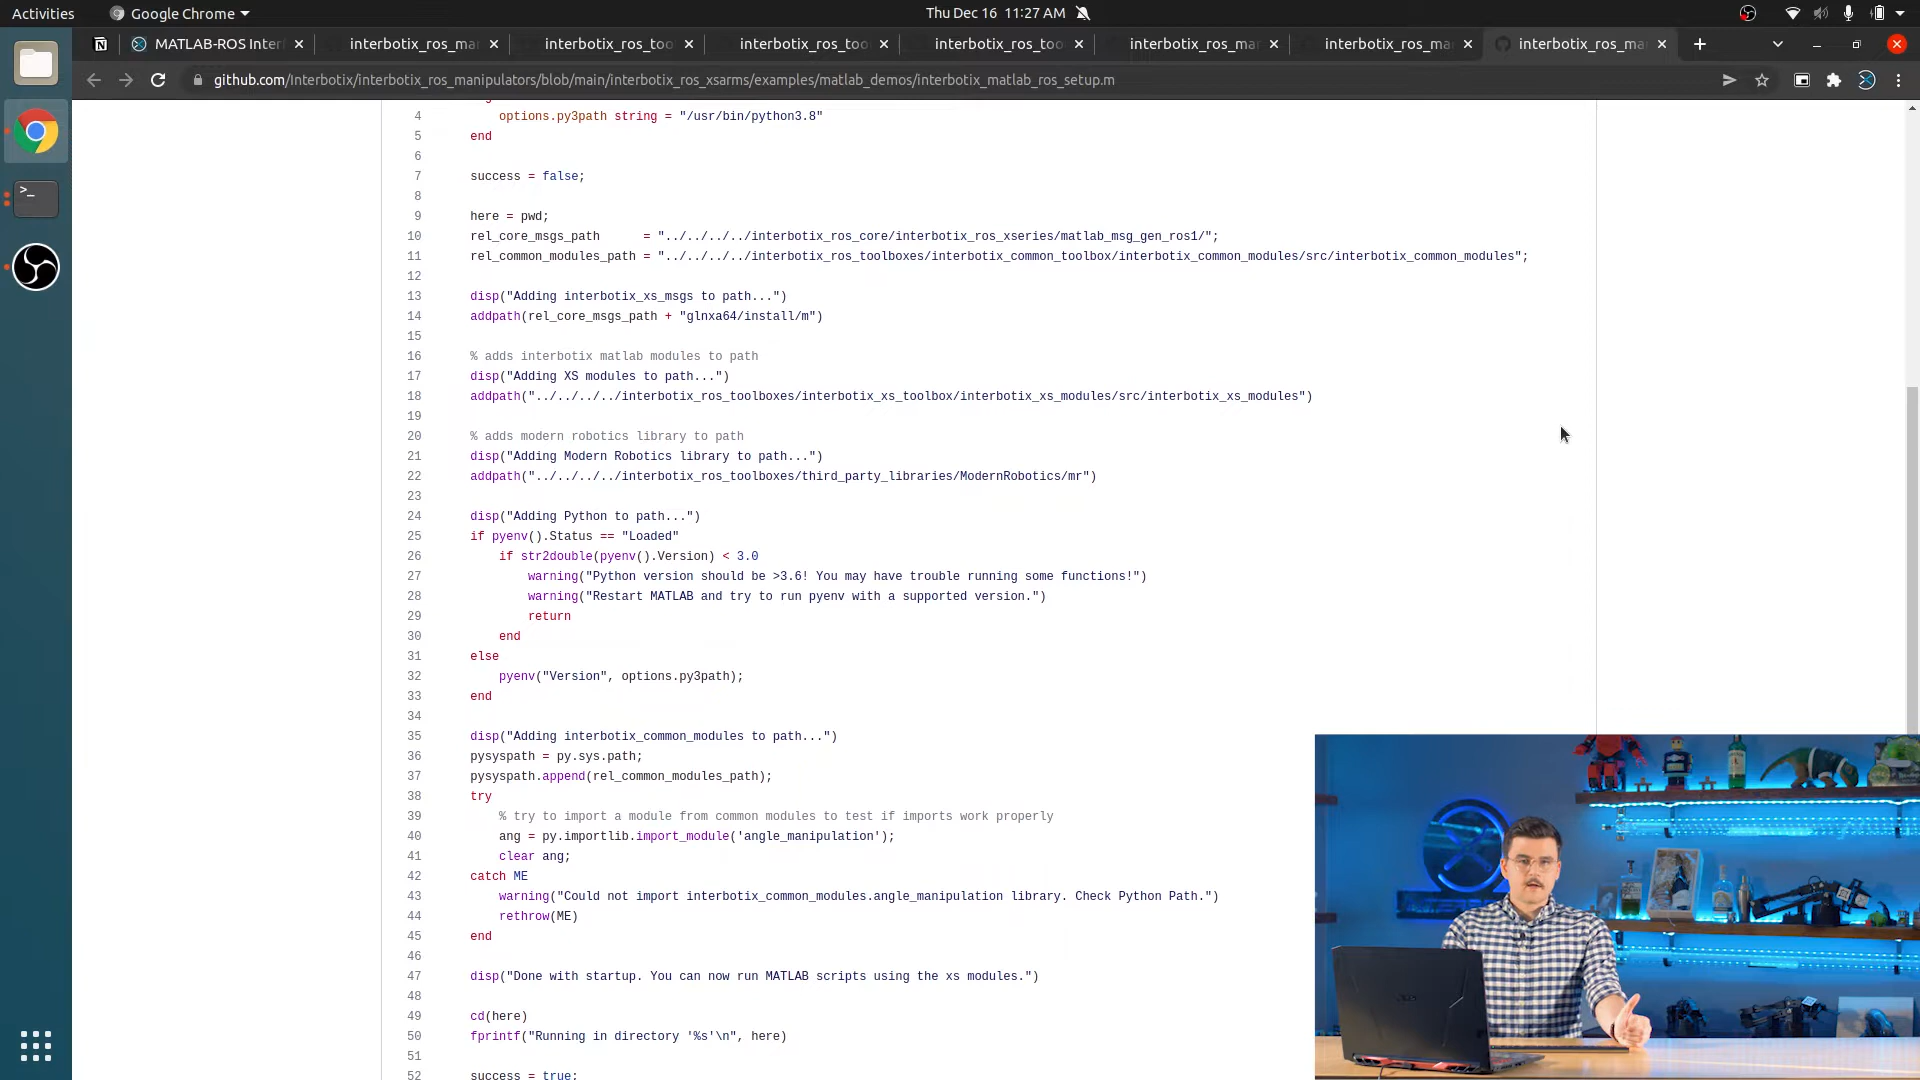 Activities
Google Chrome
Thu Dec 16 11:27 AM
MATLAB-ROS Inter
interbotix_ros_ma
interbotix_ros_too
interbotix_ros_too
interbotix_ros_too
interbotix_ros_ma
interbotix_ros_ma
interbotix_ros_ma
github.com/Interbotix/interbotix_ros_manipulators/blob/main/interbotix_ros_xsarms/examples/matlab_demos/interbotix_matlab_ros_setup.m
4 options.py3path string = "/usr/bin/python3.8"
5 end
6
7 success = false;
8
9 here = pwd;
10 rel_core_msgs_path = "../../../../interbotix_ros_core/interbotix_ros_xseries/matlab_msg_gen_ros1/";
11 rel_common_modules_path = "../../../../interbotix_ros_toolboxes/interbotix_common_toolbox/interbotix_common_modules/src/interbotix_common_modules";
12
13 disp("Adding interbotix_xs_msgs to path...")
14 addpath(rel_core_msgs_path + "glnxa64/install/m")
15
16 % adds interbotix matlab modules to path
17 disp("Adding XS modules to path...")
18 addpath("../../../../interbotix_ros_toolboxes/interbotix_xs_toolbox/interbotix_xs_modules/src/interbotix_xs_modules")
19
20 % adds modern robotics library to path
21 disp("Adding Modern Robotics library to path...")
22 addpath("../../../../interbotix_ros_toolboxes/third_party_libraries/ModernRobotics/mr")
23
24 disp("Adding Python to path...")
25 if pyenv().Status == "Loaded"
26 if str2double(pyenv().Version) < 3.0
27 warning("Python version should be >3.6! You may have trouble running some functions!")
28 warning("Restart MATLAB and try to run pyenv with a supported version.")
29 return
30 end
31 else
32 pyenv("Version", options.py3path);
33 end
34
35 disp("Adding interbotix_common_modules to path...")
36 pysyspath = py.sys.path;
37 pysyspath.append(rel_common_modules_path);
38 try
39 % try to import a module from common modules to test if imports work properly
40 ang = py.importlib.import_module('angle_manipulation');
41 clear ang;
42 catch ME
43 warning("Could not import interbotix_common_modules.angle_manipulation library. Check Python Path.")
44 rethrow(ME)
45 end
46
47 disp("Done with startup. You can now run MATLAB scripts using the xs modules.")
48
49 cd(here)
50 fprintf("Running in directory '%s'\n", here)
51
52 success = true;